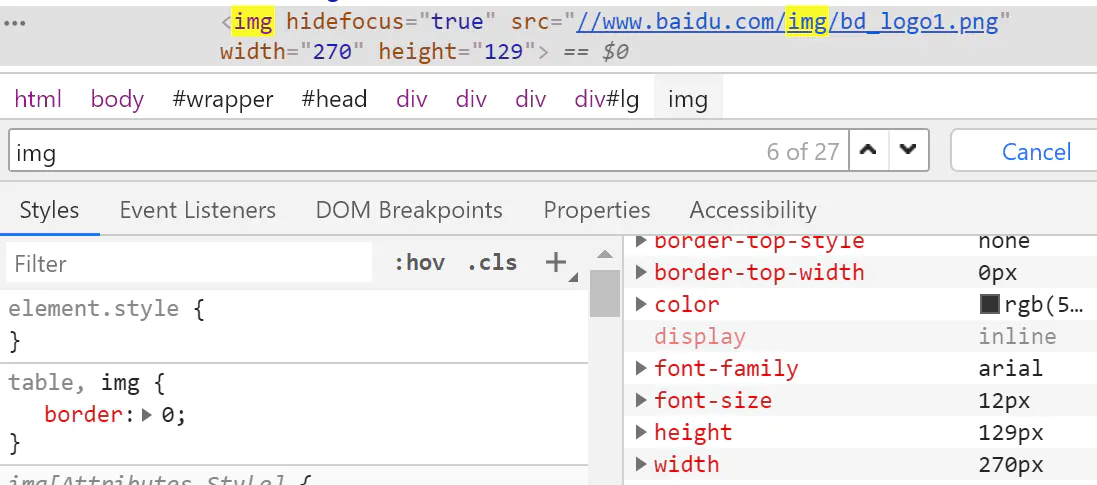 <img hidefocus="true" src="//www.baidu.com/img/bd_logo1.png"
width="270" height="129"> == $0
html body #wrapper #head div div div div#lg img
img 6 of 27 Cancel
Styles Event Listeners DOM Breakpoints Properties Accessibility
Filter :hov .cls +
element.style {
}
table, img {
border: 0;
}
img[Attributes Style] {
border-top-style none
border-top-width 0px
color rgb(5…
display inline
font-family arial
font-size 12px
height 129px
width 270px